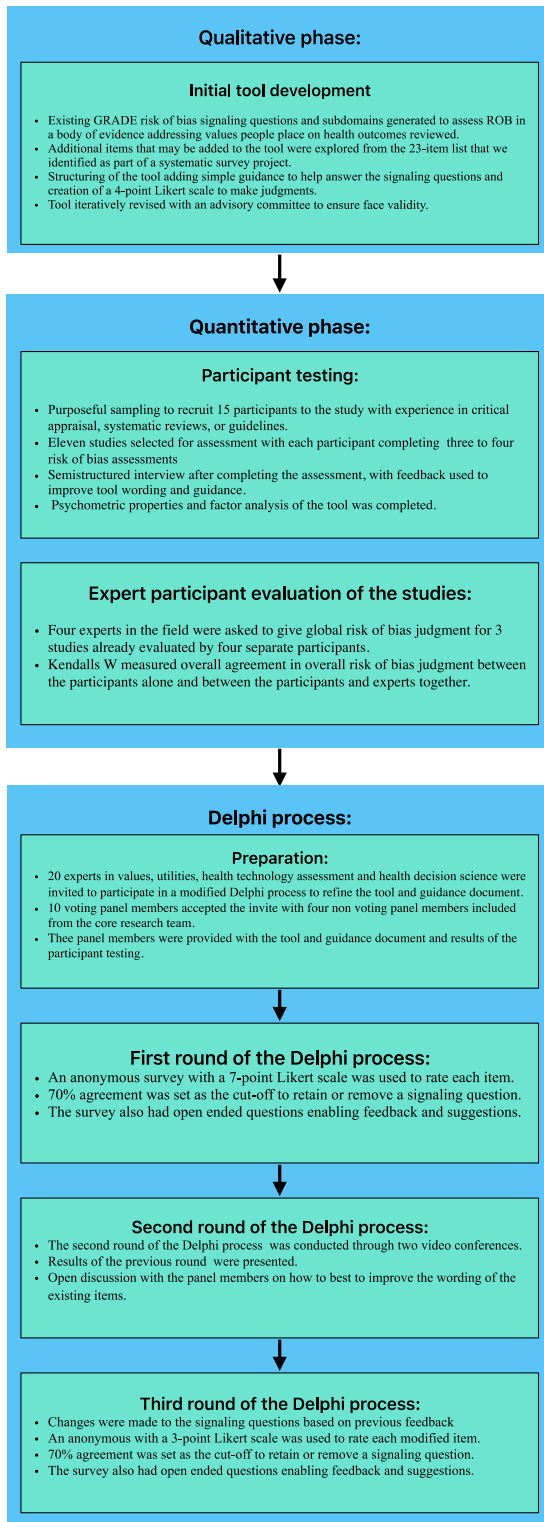 Qualitative phase:
Initial tool development
• Existing GRADE risk of bias signaling questions and subdomains generated to assess ROB in
a body of evidence addressing values people place on health outcomes reviewed.
• Additional items that may be added to the tool were explored from the 23-item list that we
identified as part of a systematic survey project.
• Structuring of the tool adding simple guidance to help answer the signaling questions and
creation of a 4-point Likert scale to make judgments.
• Tool iteratively revised with an advisory committee to ensure face validity.
Quantitative phase:
Participant testing:
• Purposeful sampling to recruit 15 participants to the study with experience in critical
appraisal, systematic reviews, or guidelines.
• Eleven studies selected for assessment with each participant completing three to four
risk of bias assessments
• Semistructured interview after completing the assessment, with feedback used to
improve tool wording and guidance.
• Psychometric properties and factor analysis of the tool was completed.
Expert participant evaluation of the studies:
• Four experts in the field were asked to give global risk of bias judgment for 3
studies already evaluated by four separate participants.
• Kendalls W measured overall agreement in overall risk of bias judgment between
the participants alone and between the participants and experts together.
Delphi process:
Preparation:
• 20 experts in values, utilities, health technology assessment and health decision science were
invited to participate in a modified Delphi process to refine the tool and guidance document.
• 10 voting panel members accepted the invite with four non voting panel members included
from the core research team.
• Thee panel members were provided with the tool and guidance document and results of the
participant testing.
First round of the Delphi process:
• An anonymous survey with a 7-point Likert scale was used to rate each item.
• 70% agreement was set as the cut-off to retain or remove a signaling question.
• The survey also had open ended questions enabling feedback and suggestions.
Second round of the Delphi process:
• The second round of the Delphi process was conducted through two video conferences.
• Results of the previous round were presented.
• Open discussion with the panel members on how to best to improve the wording of the
existing items.
Third round of the Delphi process:
• Changes were made to the signaling questions based on previous feedback
• An anonymous with a 3-point Likert scale was used to rate each modified item.
• 70% agreement was set as the cut-off to retain or remove a signaling question.
• The survey also had open ended questions enabling feedback and suggestions.